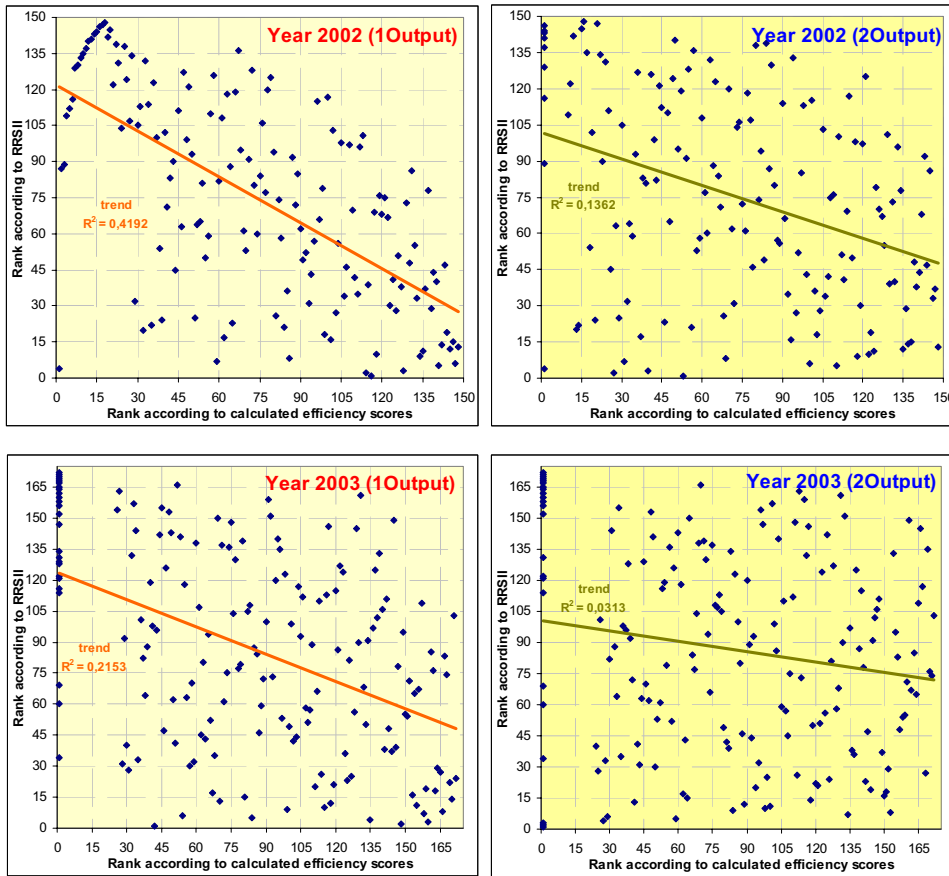 Year 2002 (1Output)
Rank according to RRSII
150
135
120
105
90
75
60
45
30
15
0
trend
R² = 0,4192
0 15 30 45 60 75 90 105 120 135 150
Rank according to calculated efficiency scores
Year 2002 (2Output)
Rank according to RRSII
150
135
120
105
90
75
60
45
30
15
0
trend
R² = 0,1362
0 15 30 45 60 75 90 105 120 135 150
Rank according to calculated efficiency scores
Year 2003 (1Output)
Rank according to RRSII
165
150
135
120
105
90
75
60
45
30
15
0
trend
R² = 0,2153
0 15 30 45 60 75 90 105 120 135 150 165
Rank according to calculated efficiency scores
Year 2003 (2Output)
Rank according to RRSII
165
150
135
120
105
90
75
60
45
30
15
0
trend
R² = 0,0313
0 15 30 45 60 75 90 105 120 135 150 165
Rank according to calculated efficiency scores